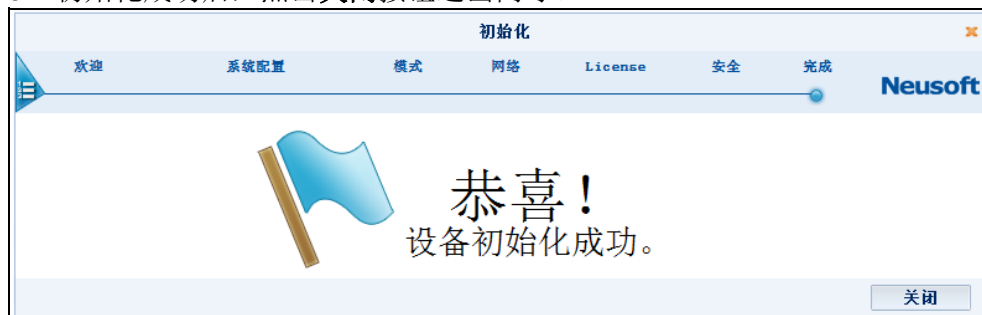 初始化
欢迎 系统配置 模式 网络 License 安全 完成
Neusoft
恭喜！
设备初始化成功。
关闭